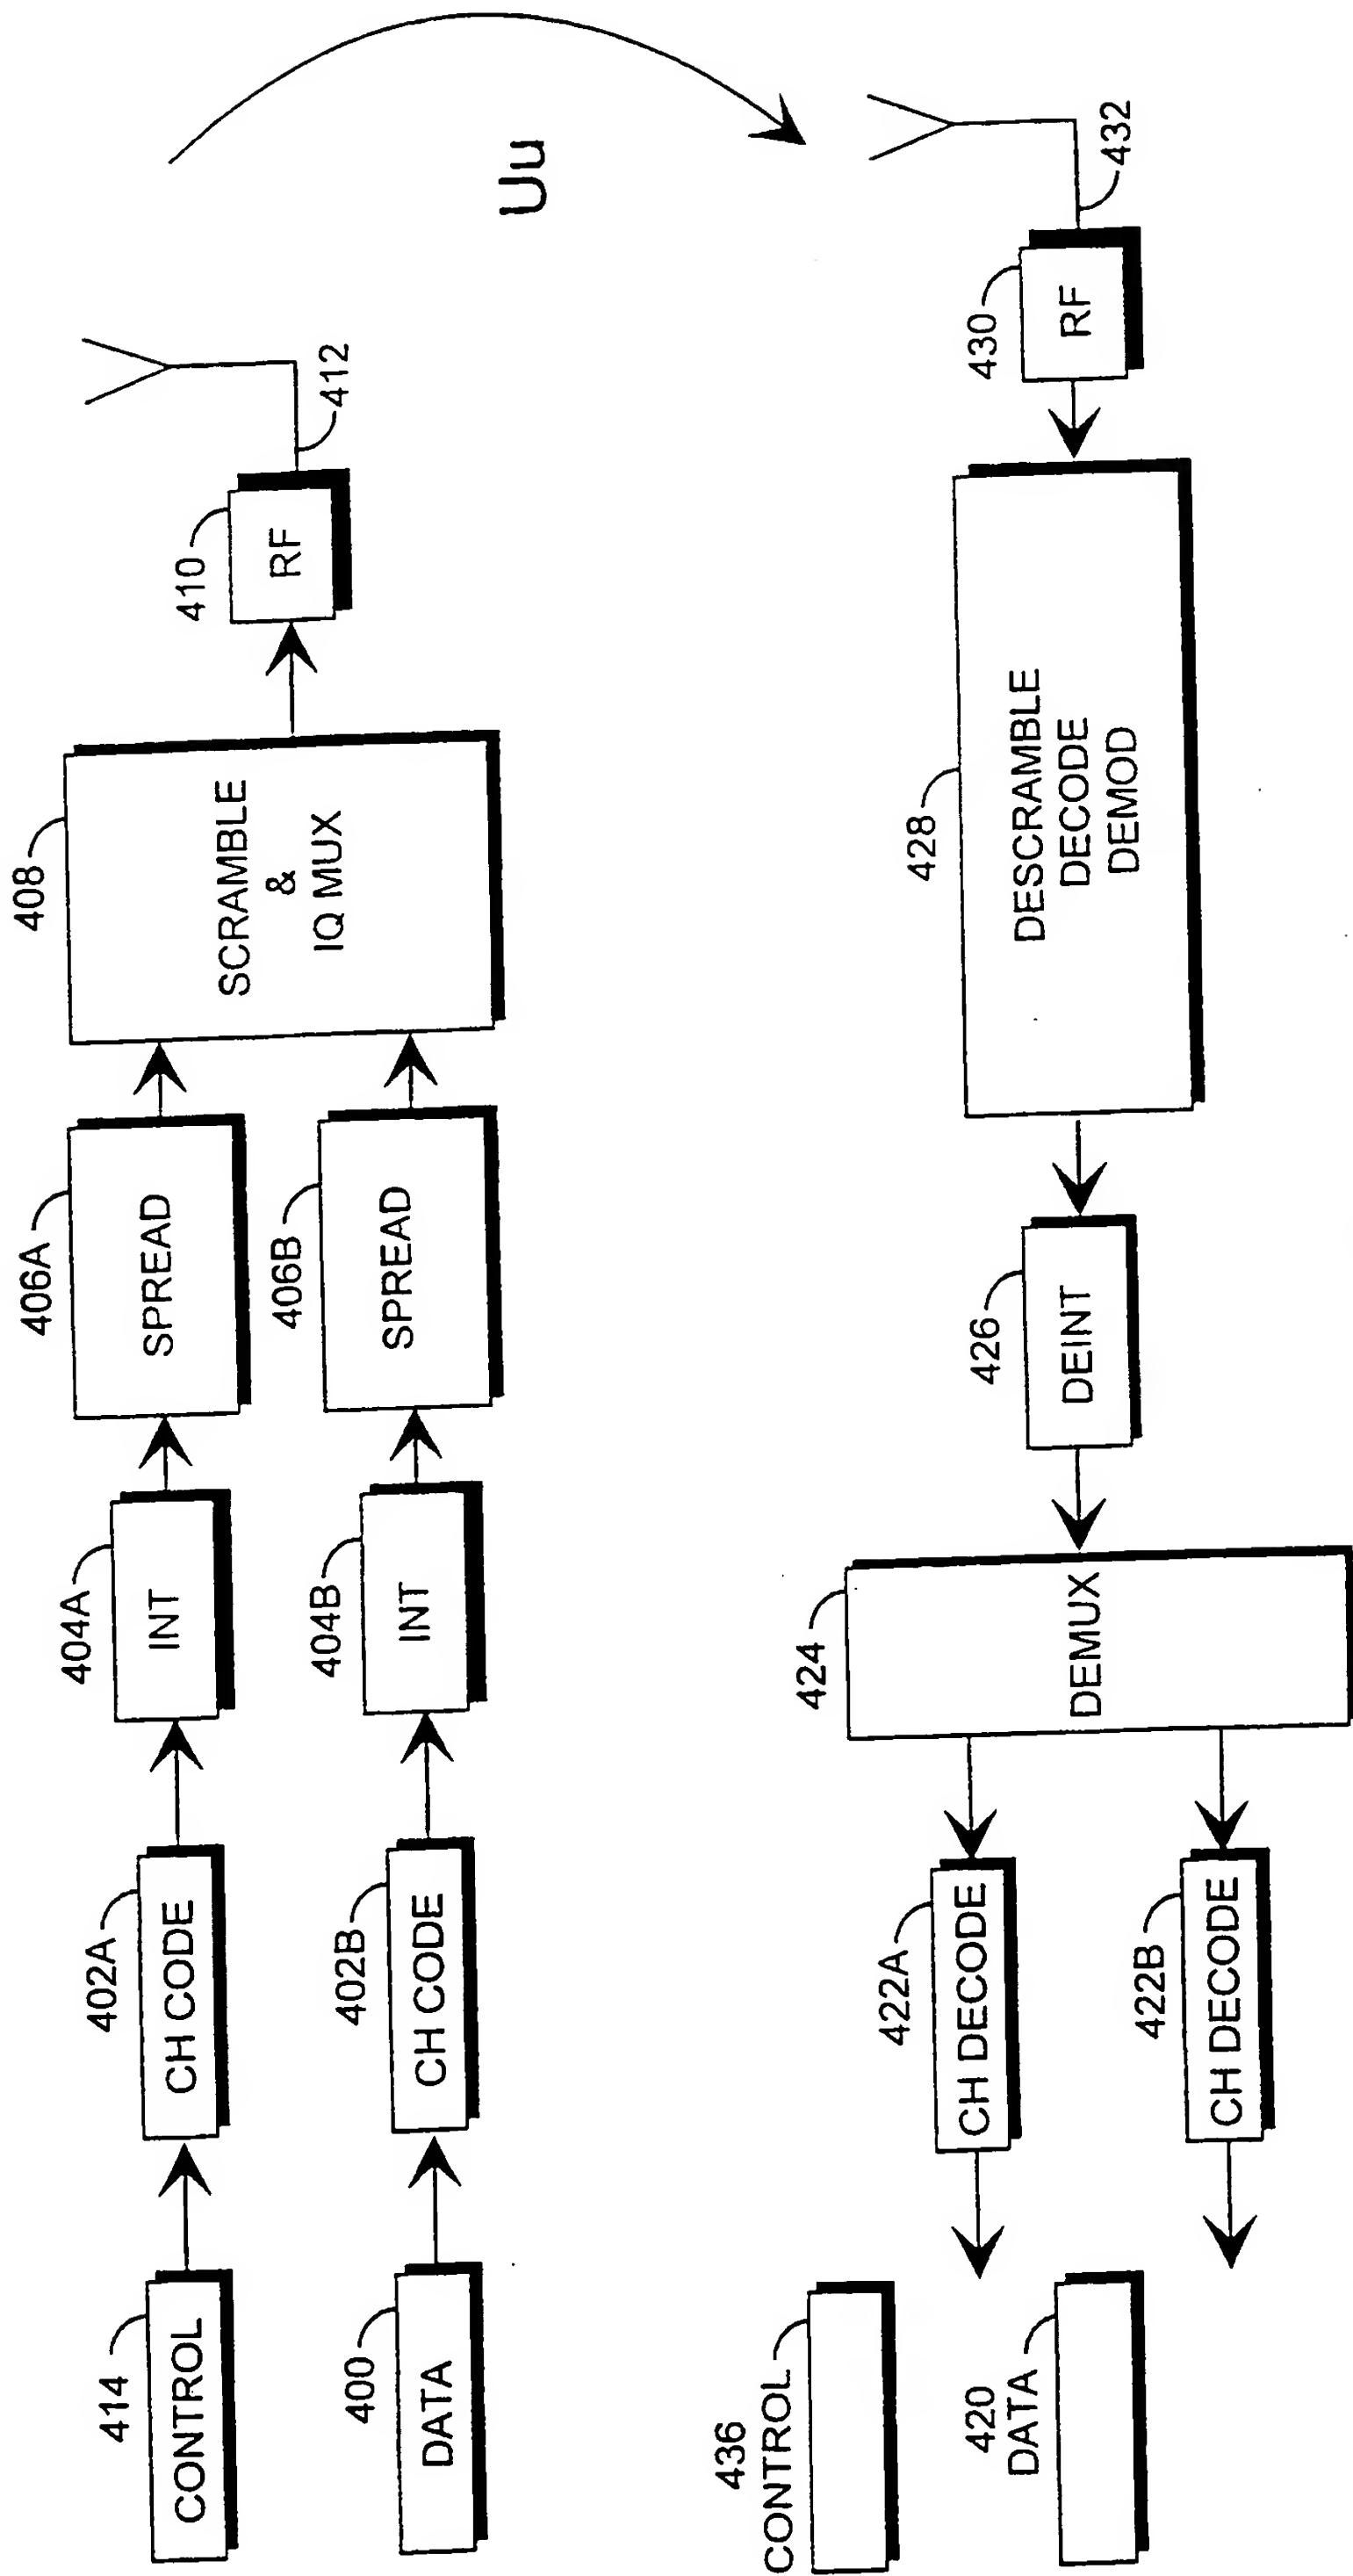 414
CONTROL
402A
CH CODE
404A
INT
406A
SPREAD
408
SCRAMBLE
&
IQ MUX
410
RF
412
400
DATA
402B
CH CODE
404B
INT
406B
SPREAD
Uu
436
CONTROL
422A
CH DECODE
424
DEMUX
426
DEINT
428
DESCRAMBLE
DECODE
DEMOD
430
RF
432
420
DATA
422B
CH DECODE